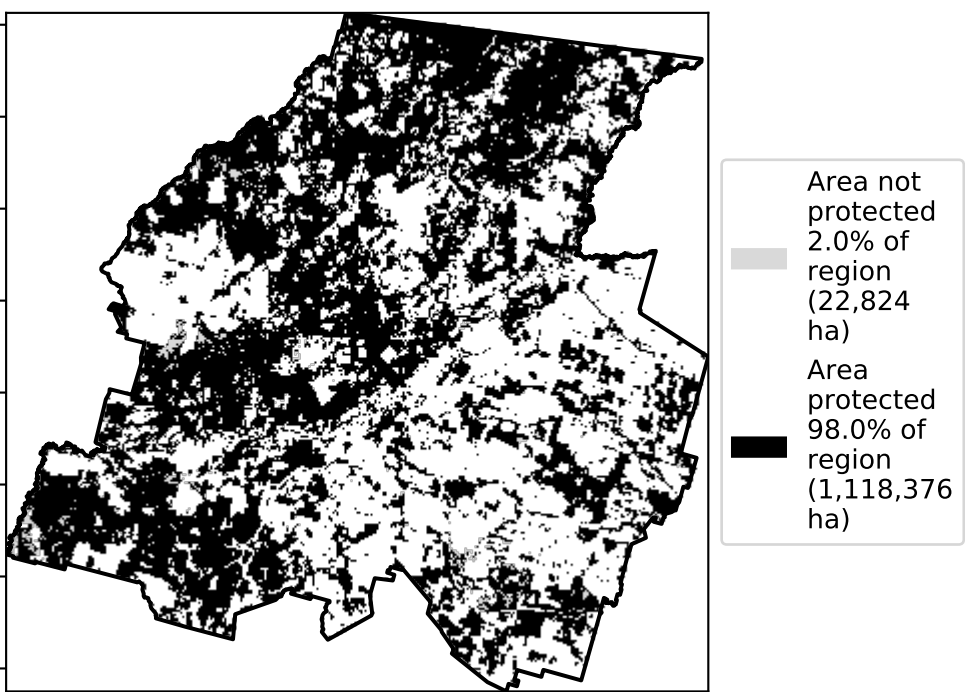 Area not
protected
2.0% of
region
(22,824
ha)
Area
protected
98.0% of
region
(1,118,376
ha)